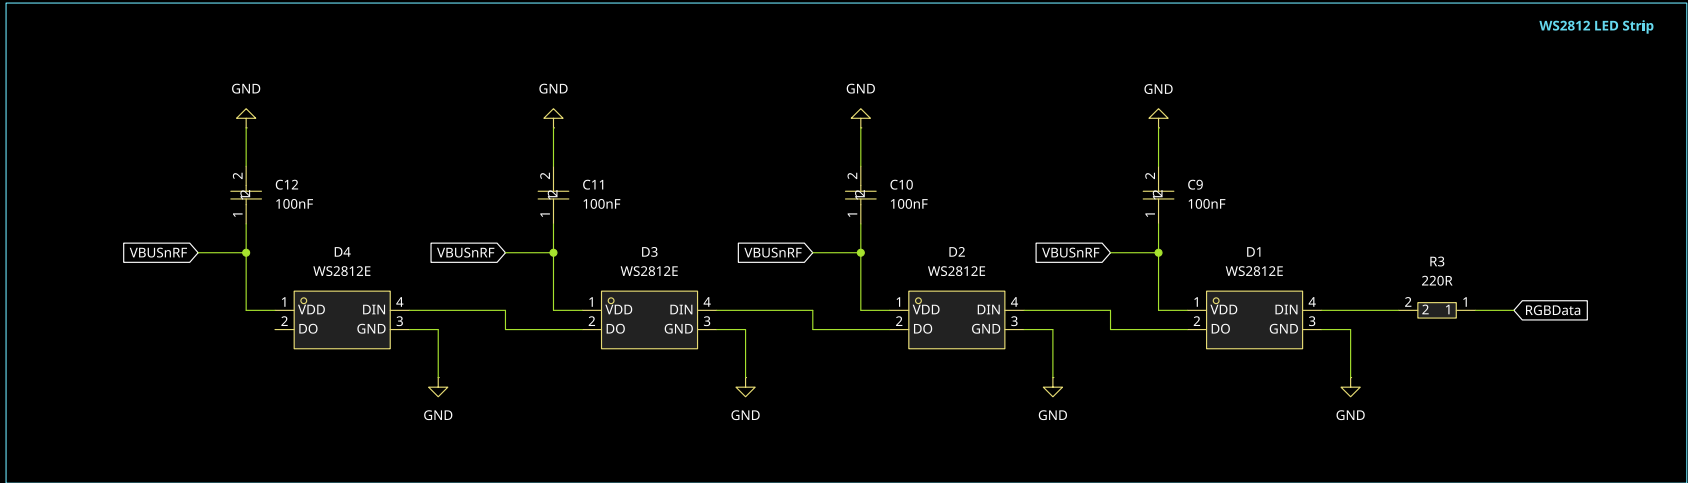 WS2812 LED Strip
GND GND GND GND
2 2 2 2
C12 C11 C10 C9
100nF 100nF 100nF 100nF
1 1 1 1
VBUSnRF D4 VBUSnRF D3 VBUSnRF D2 VBUSnRF D1
WS2812E WS2812E WS2812E WS2812E R3
220R
1 VDD DIN 4 1 VDD DIN 4 1 VDD DIN 4 1 VDD DIN 4 2 2 1 1 RGBData
2 DO GND 3 2 DO GND 3 2 DO GND 3 2 DO GND 3
GND GND GND GND